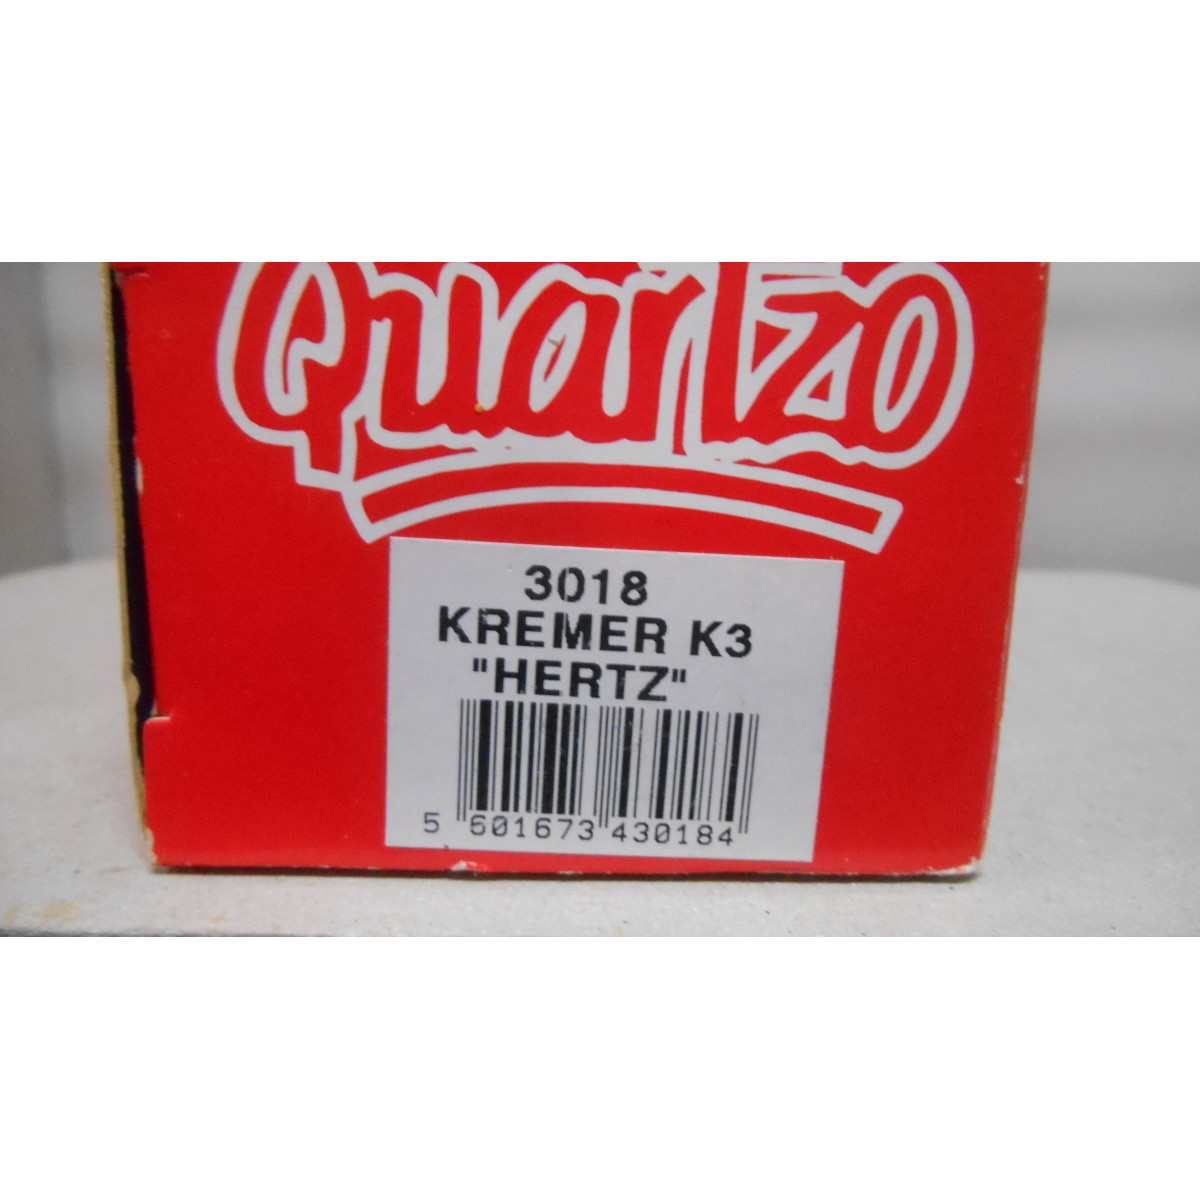 Quartzo
3018
KREMER K3
"HERTZ"
5 601673 430184